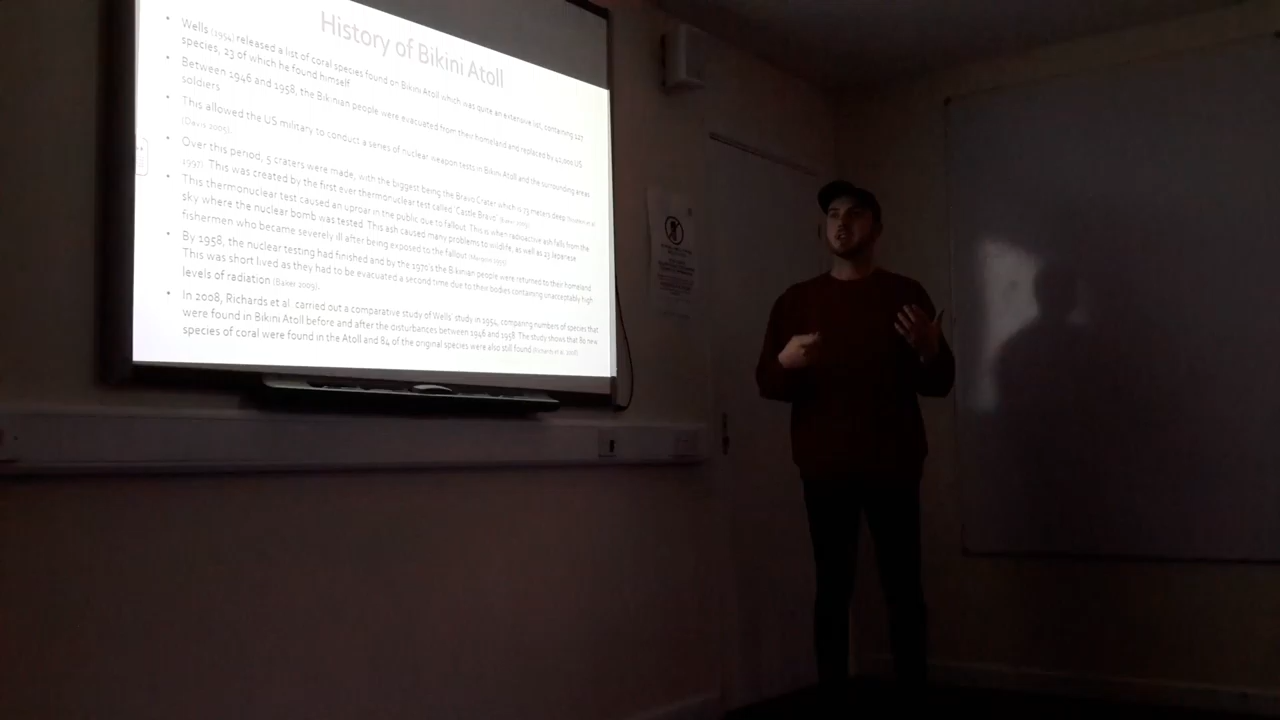 History of Bikini Atoll
• Wells (1954) released a list of coral species found on Bikini Atoll which was quite an extensive list, containing 127
species, 23 of which he found himself
• Between 1946 and 1958, the Bikinian people were evacuated from their homeland and replaced by 42,000 US
soldiers
• This allowed the US military to conduct a series of nuclear weapon tests in Bikini Atoll and the surrounding areas
(Davis 2005).
• Over this period, 5 craters were made, with the biggest being the Bravo Crater which is 73 meters deep
1997). This was created by the first ever thermonuclear test called 'Castle Bravo'
• This thermonuclear test caused an uproar in the public due to fallout. This is when radioactive ash falls from the
sky where the nuclear bomb was tested. This ash caused many problems to wildlife, as well as 23 Japanese
fishermen who became severely ill after being exposed to the fallout
• By 1958, the nuclear testing had finished and by the 1970's the Bikinian people were returned to their homeland.
This was short lived as they had to be evacuated a second time due to their bodies containing unacceptably high
levels of radiation (Baker 2009).
• In 2008, Richards et al. carried out a comparative study of Wells' study in 1954, comparing numbers of species that
were found in Bikini Atoll before and after the disturbances between 1946 and 1958. The study shows that 80 new
species of coral were found in the Atoll and 84 of the original species were also still found (Richards et al. 2008).